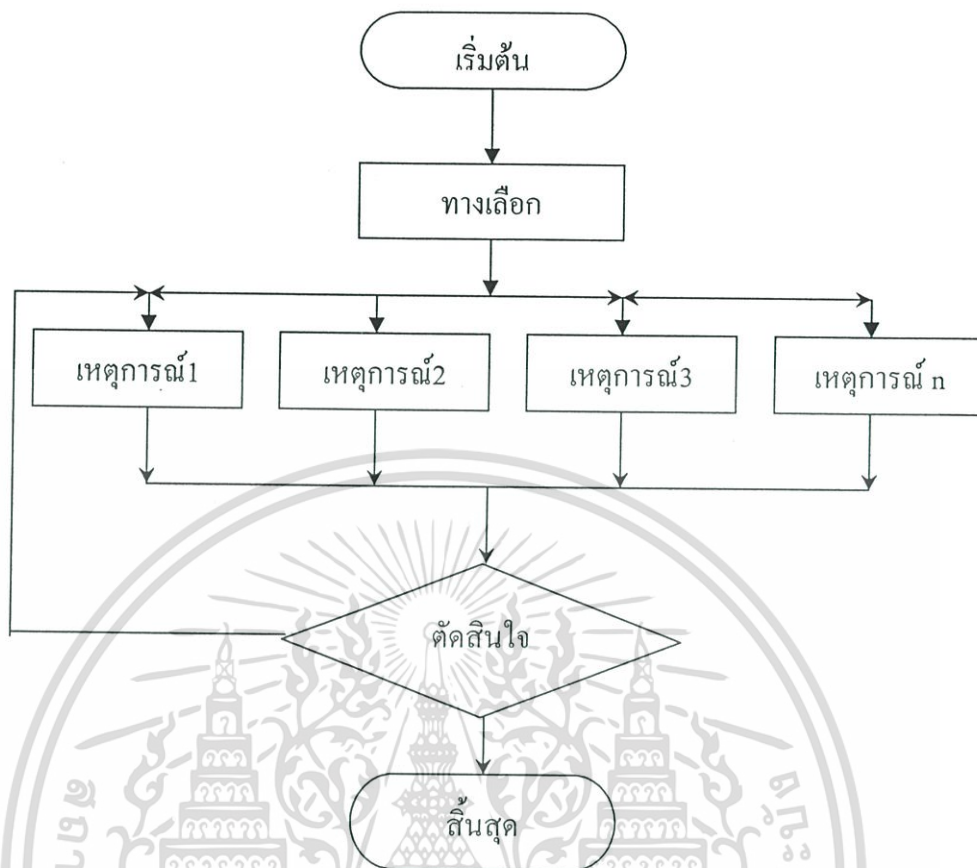 เริ่มต้น
ทางเลือก
เหตุการณ์1
เหตุการณ์2
เหตุการณ์3
เหตุการณ์ n
ตัดสินใจ
สิ้นสุด